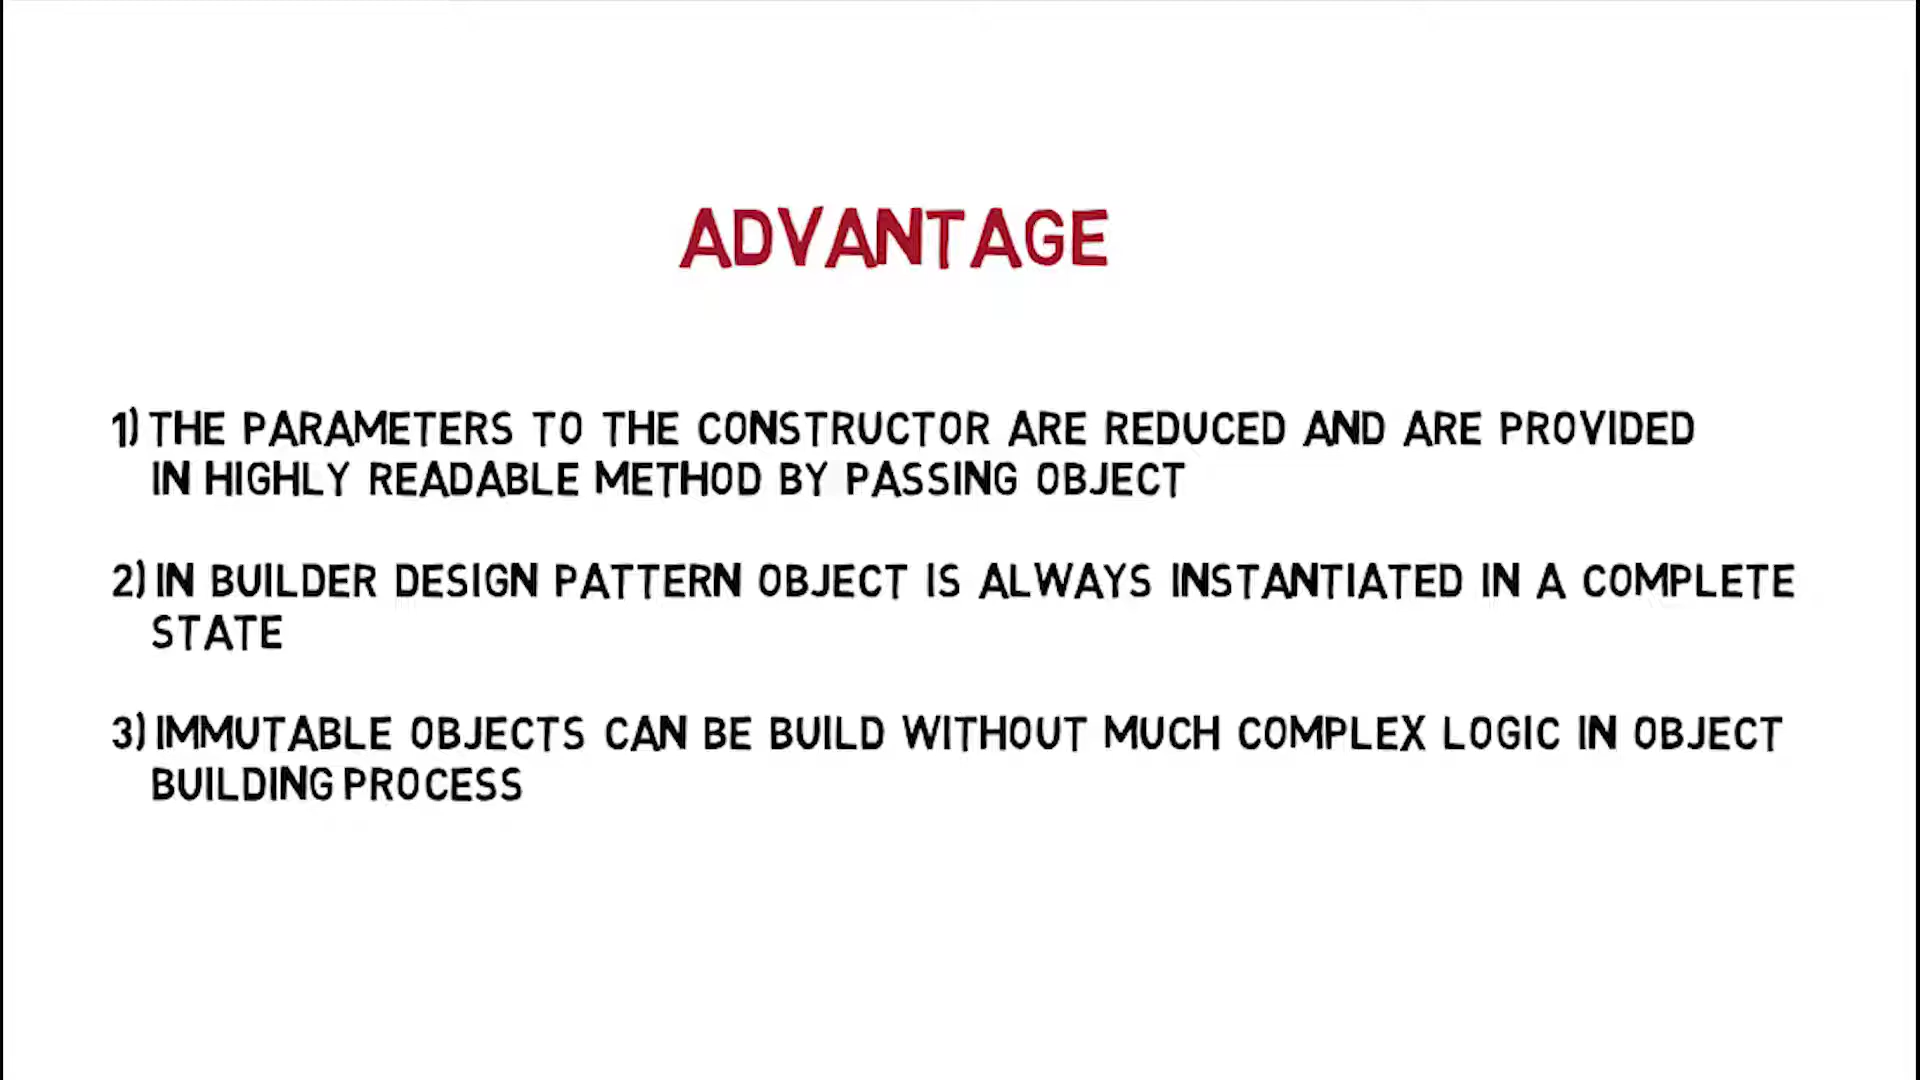 ADVANTAGE
1) THE PARAMETERS TO THE CONSTRUCTOR ARE REDUCED AND ARE PROVIDED
IN HIGHLY READABLE METHOD BY PASSING OBJECT
2) IN BUILDER DESIGN PATTERN OBJECT IS ALWAYS INSTANTIATED IN A COMPLETE
STATE
3) IMMUTABLE OBJECTS CAN BE BUILD WITHOUT MUCH COMPLEX LOGIC IN OBJECT
BUILDING PROCESS